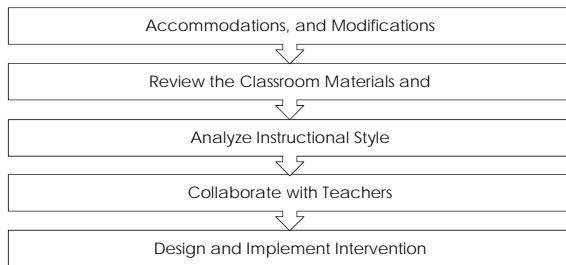 Accommodations, and Modifications
Review the Classroom Materials and
Analyze Instructional Style
Collaborate with Teachers
Design and Implement Intervention